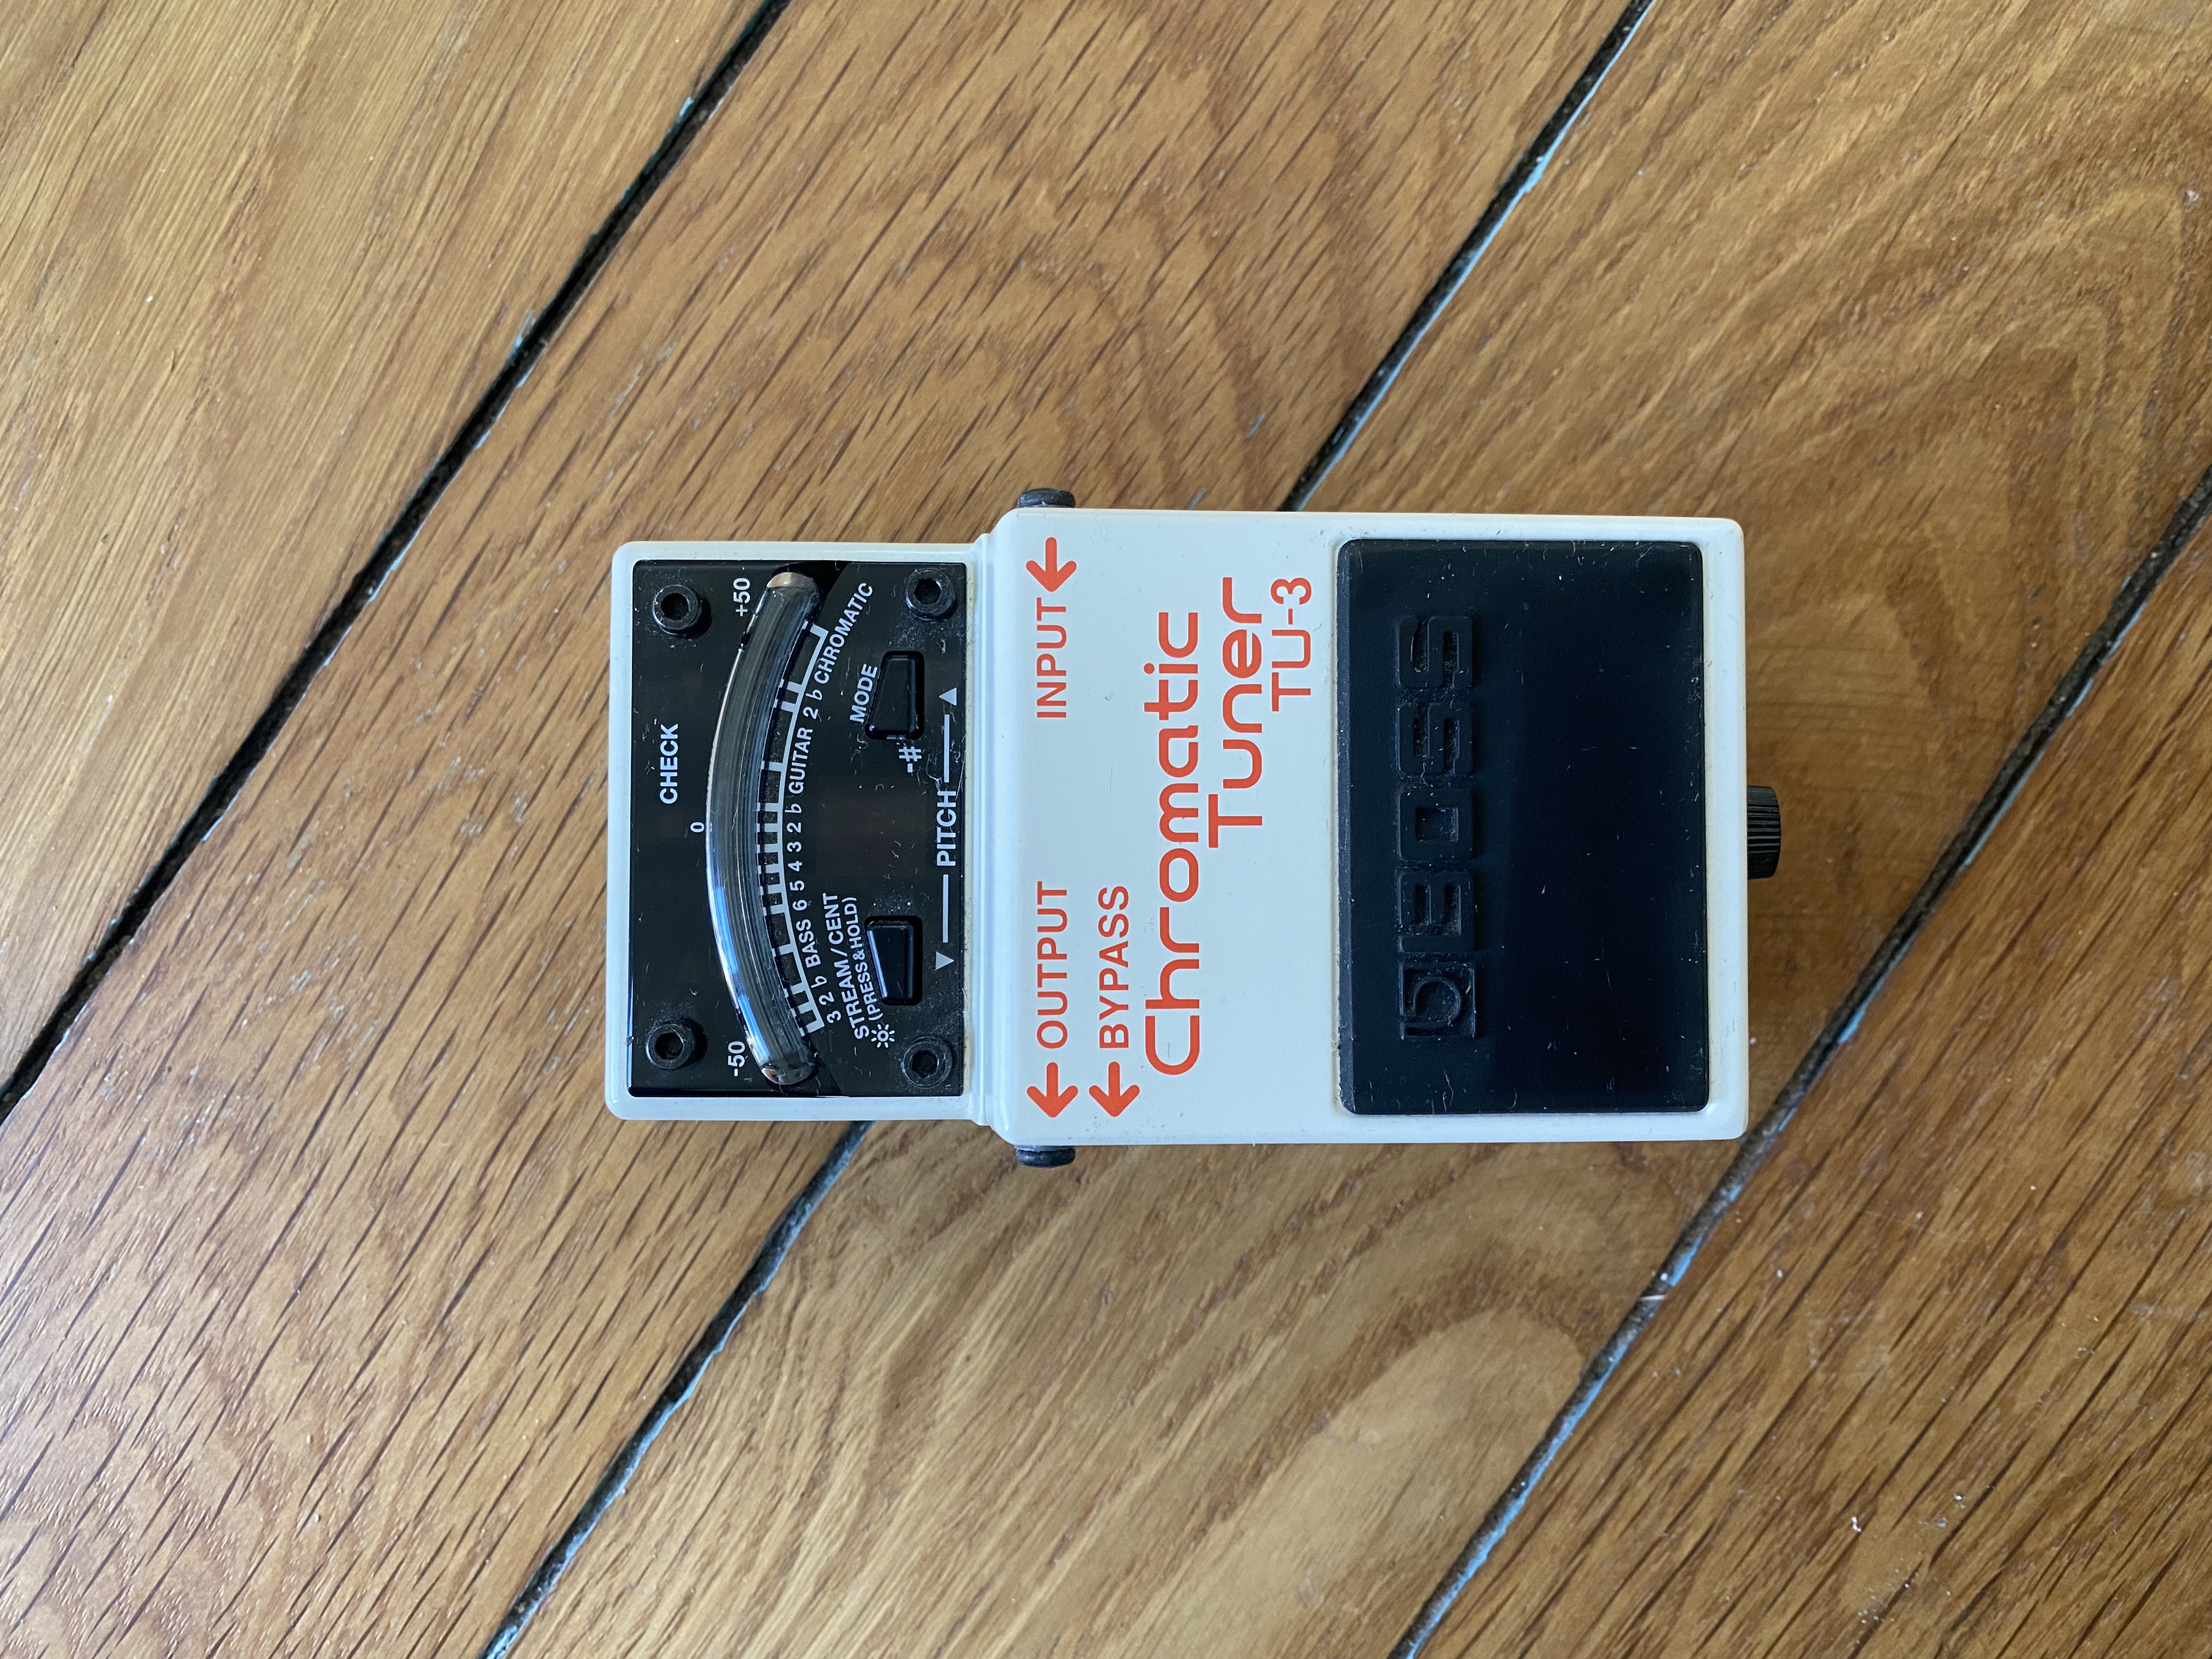 CHECK
-50 0 +50
3 2 ♭ BASS 6 5 4 3 2 ♭ GUITAR 2 ♭ CHROMATIC
STREAM / CENT
(PRESS&HOLD)
MODE
-#
▼ PITCH ▲
OUTPUT INPUT
BYPASS
Chromatic
Tuner
TU-3
BOSS